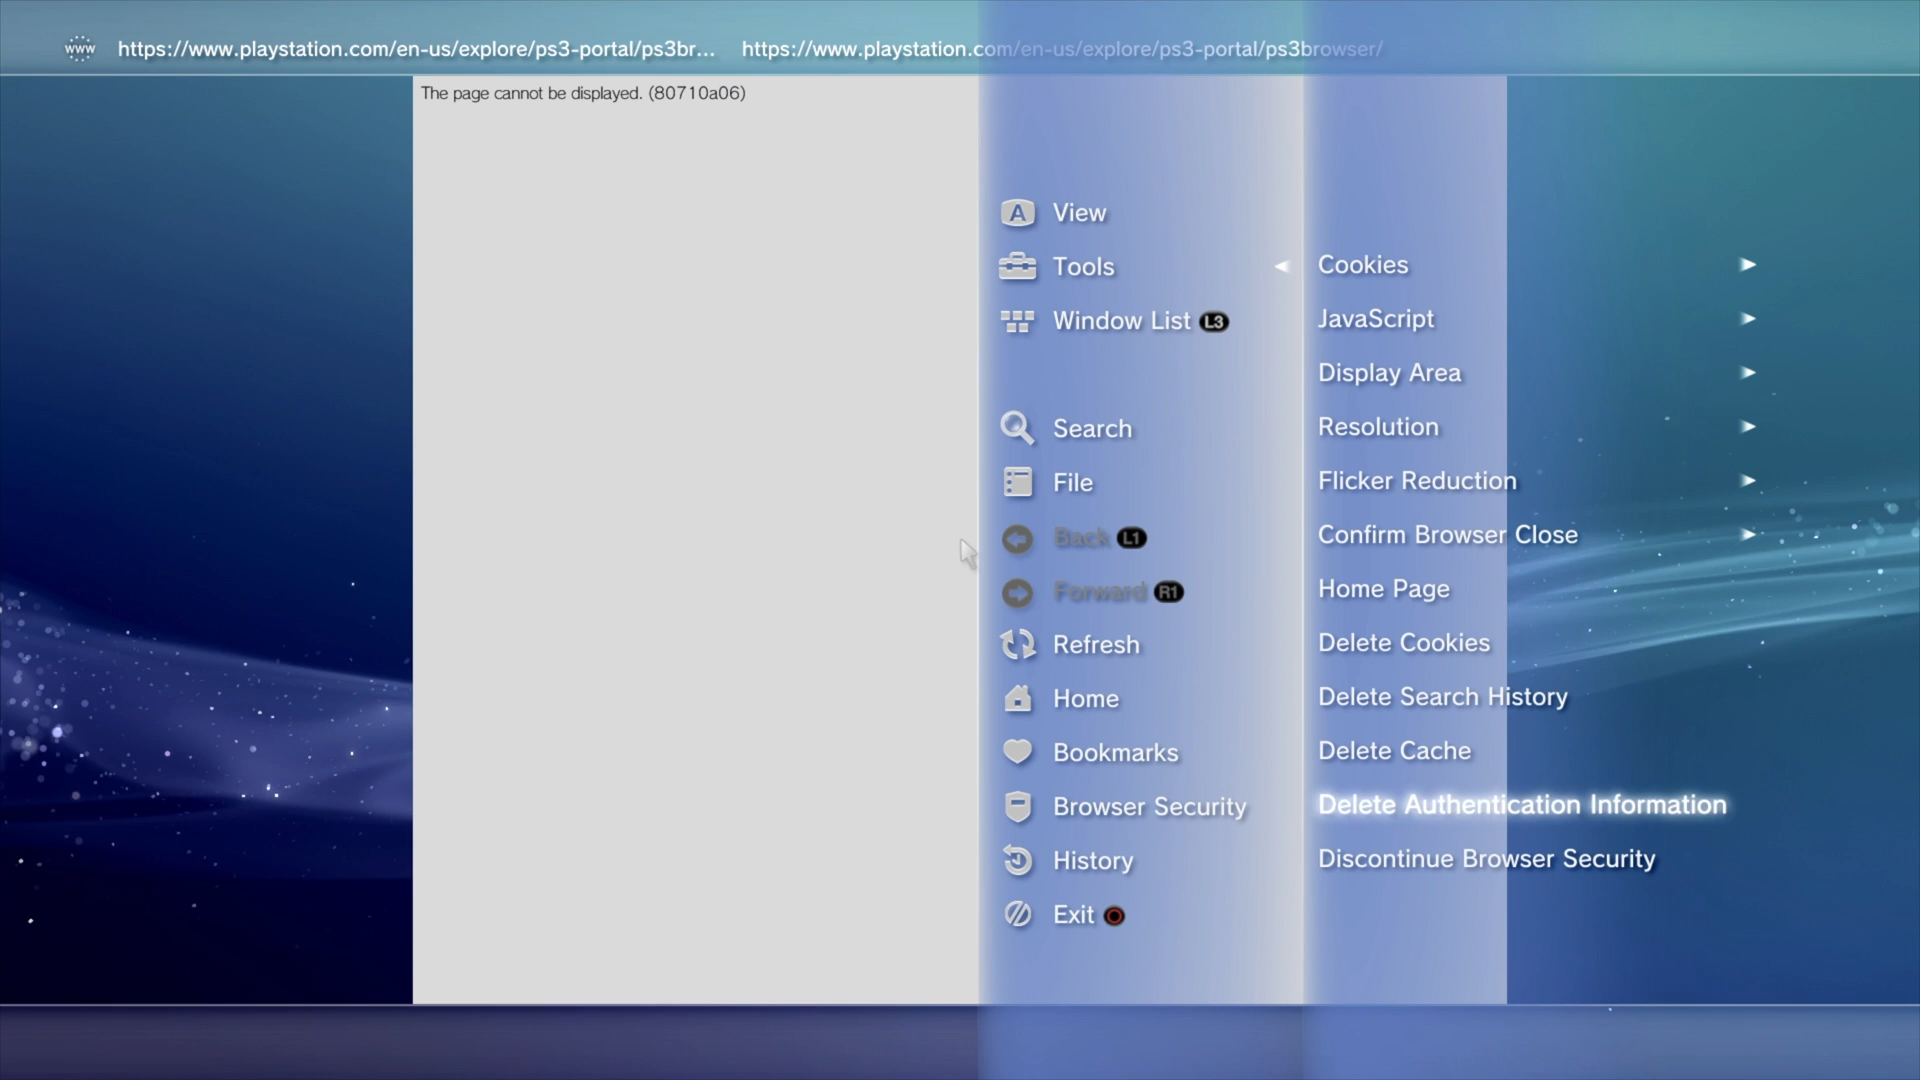 www https://www.playstation.com/en-us/explore/ps3-portal/ps3br... https://www.playstation.com/en-us/explore/ps3-portal/ps3browser/
The page cannot be displayed. (80710a06)
A View
Tools
Window List L3
Search
File
Back L1
Forward R1
Refresh
Home
Bookmarks
Browser Security
History
Exit
Cookies
JavaScript
Display Area
Resolution
Flicker Reduction
Confirm Browser Close
Home Page
Delete Cookies
Delete Search History
Delete Cache
Delete Authentication Information
Discontinue Browser Security